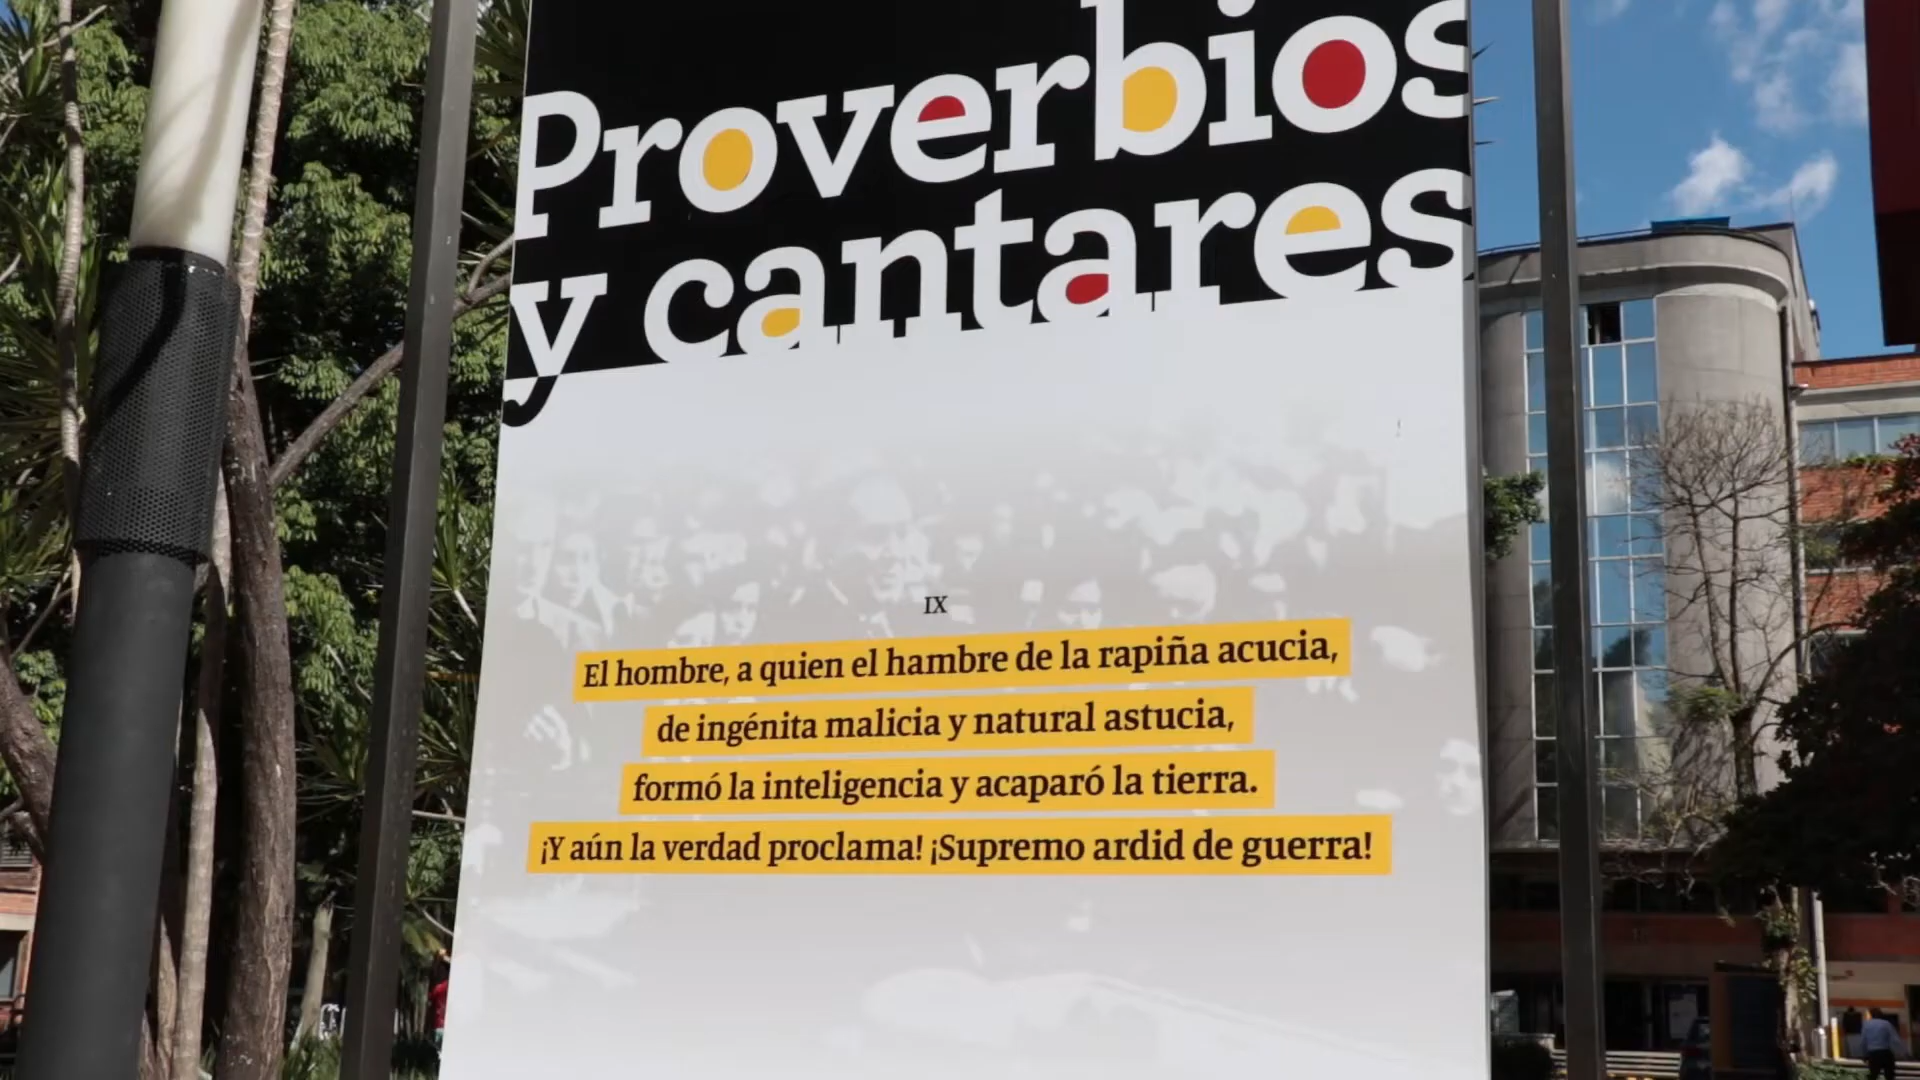 Proverbios
y cantares
IX
El hombre, a quien el hambre de la rapiña acucia,
de ingénita malicia y natural astucia,
formó la inteligencia y acaparó la tierra.
¡Y aún la verdad proclama! ¡Supremo ardid de guerra!